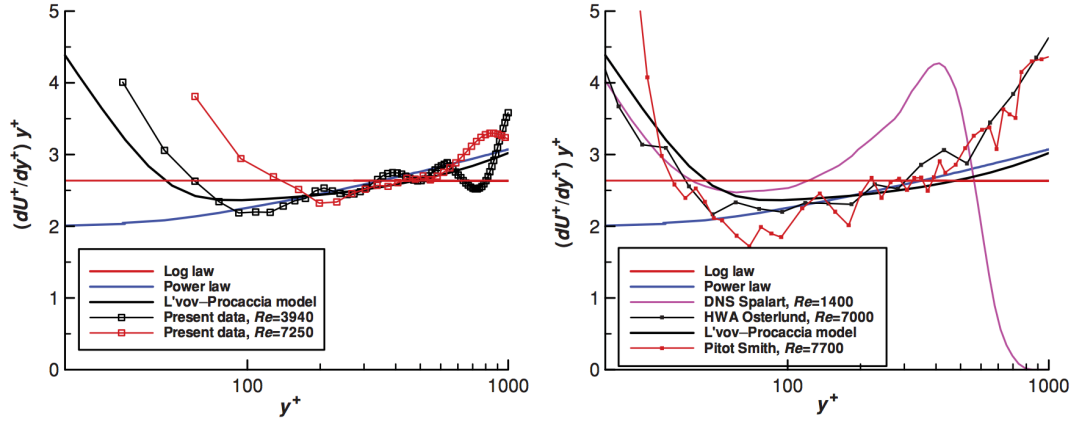 5
4
3
2
1
0
(dU⁺/dy⁺) y⁺
Log law
Power law
L'vov–Procaccia model
Present data, Re=3940
Present data, Re=7250
100
1000
y⁺
5
4
3
2
1
0
(dU⁺/dy⁺) y⁺
Log law
Power law
DNS Spalart, Re=1400
HWA Osterlund, Re=7000
L'vov–Procaccia model
Pitot Smith, Re=7700
100
1000
y⁺